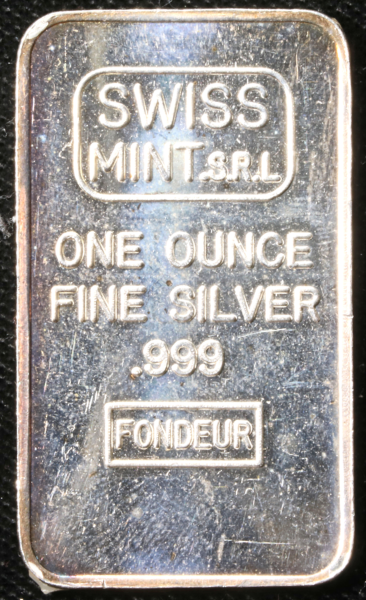 SWISS
MINT.S.R.L
ONE OUNCE
FINE SILVER
.999
FONDEUR